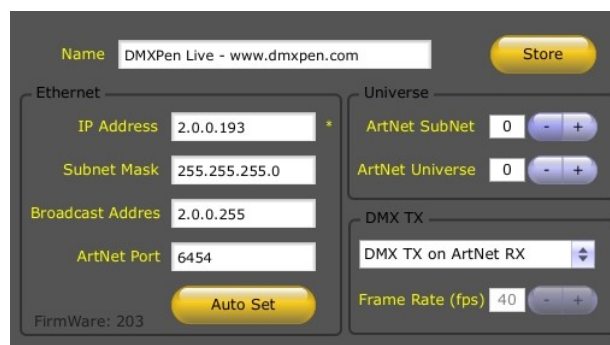 Name DMXPen Live - www.dmxpen.com Store
Ethernet
IP Address 2.0.0.193 *
Subnet Mask 255.255.255.0
Broadcast Addres 2.0.0.255
ArtNet Port 6454
Auto Set
FirmWare: 203
Universe
ArtNet SubNet 0 - +
ArtNet Universe 0 - +
DMX TX
DMX TX on ArtNet RX
Frame Rate (fps) 40 - +